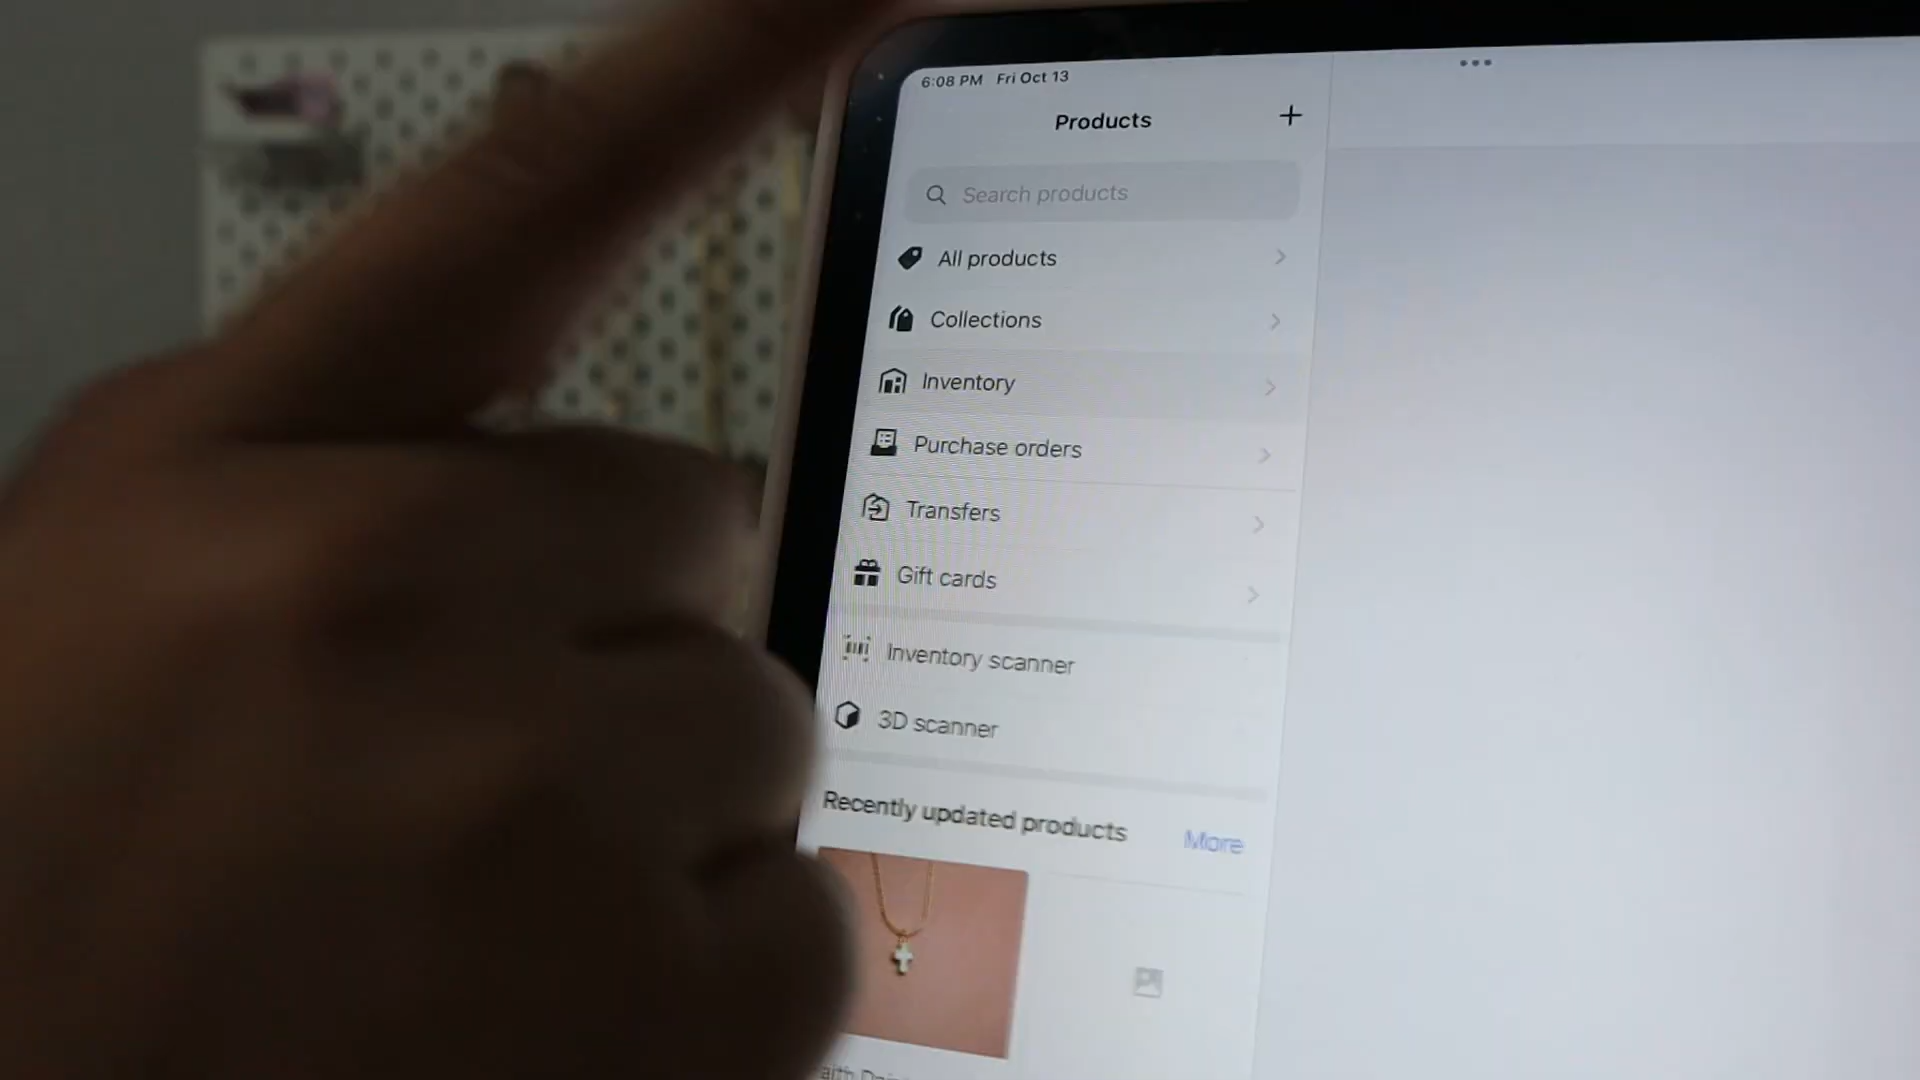 6:08 PM Fri Oct 13
Products
Search products
All products
Collections
Inventory
Purchase orders
Transfers
Gift cards
Inventory scanner
3D scanner
Recently updated products More